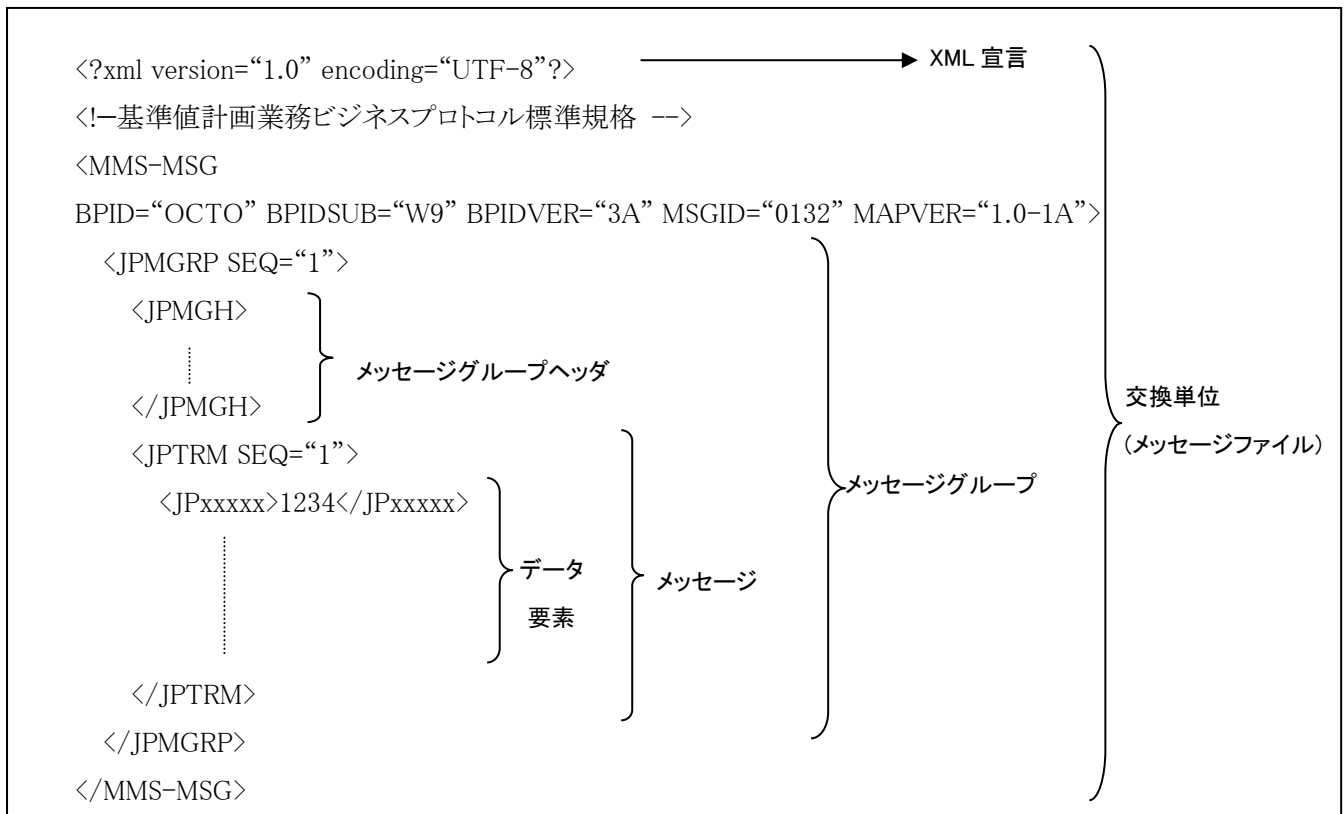 <?xml version=“1.0” encoding=“UTF-8”?> XML 宣言
<!―基準値計画業務ビジネスプロトコル標準規格 -->
<MMS-MSG
BPID=“OCTO” BPIDSUB=“W9” BPIDVER=“3A” MSGID=“0132” MAPVER=“1.0-1A”>
<JPMGRP SEQ=“1”>
<JPMGH>
メッセージグループヘッダ
</JPMGH>
交換単位
(メッセージファイル)
<JPTRM SEQ=“1”>
<JPxxxxx>1234</JPxxxxx>
メッセージグループ
データ
要素
メッセージ
</JPTRM>
</JPMGRP>
</MMS-MSG>